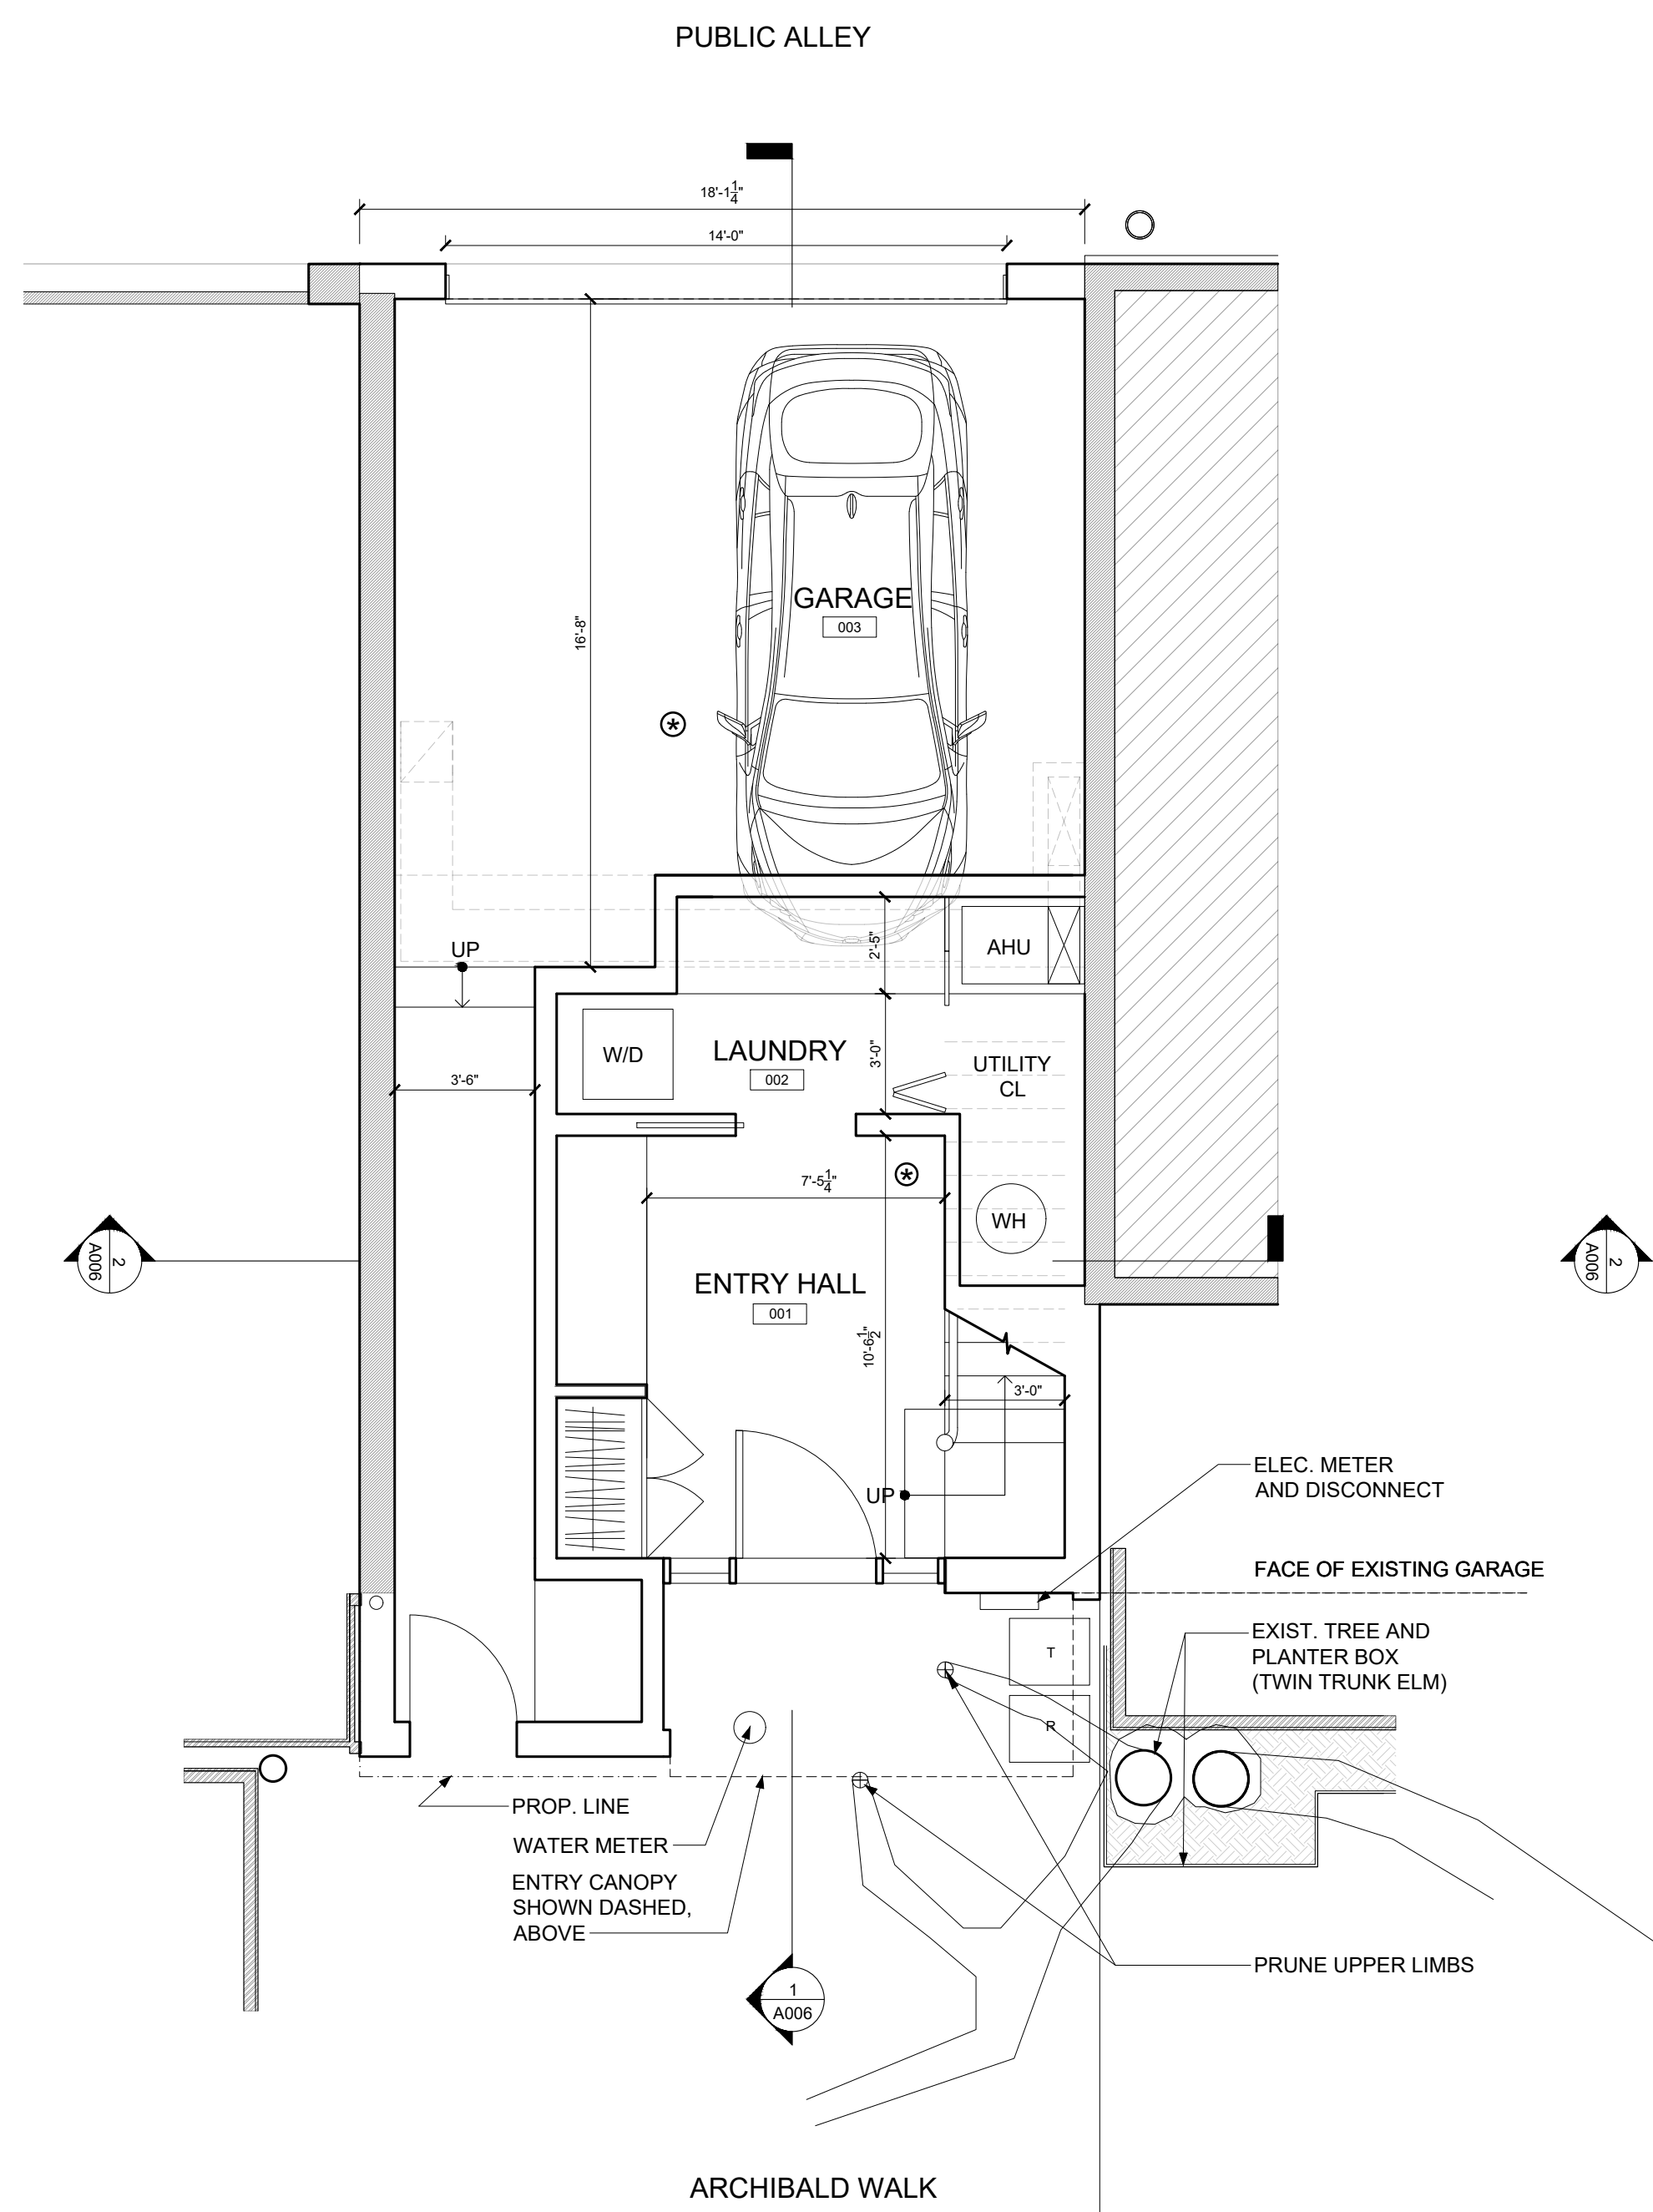 PUBLIC ALLEY
18'-1 1/4"
14'-0"
16'-8"
GARAGE
003
UP
2'-5"
AHU
W/D
LAUNDRY
002
3'-0"
UTILITY
CL
3'-6"
7'-5 1/4"
WH
2
A006
2
A006
ENTRY HALL
001
10'-6 1/2"
3'-0"
UP
ELEC. METER
AND DISCONNECT
FACE OF EXISTING GARAGE
T
EXIST. TREE AND
PLANTER BOX
(TWIN TRUNK ELM)
R
PROP. LINE
WATER METER
ENTRY CANOPY
SHOWN DASHED,
ABOVE
PRUNE UPPER LIMBS
1
A006
ARCHIBALD WALK